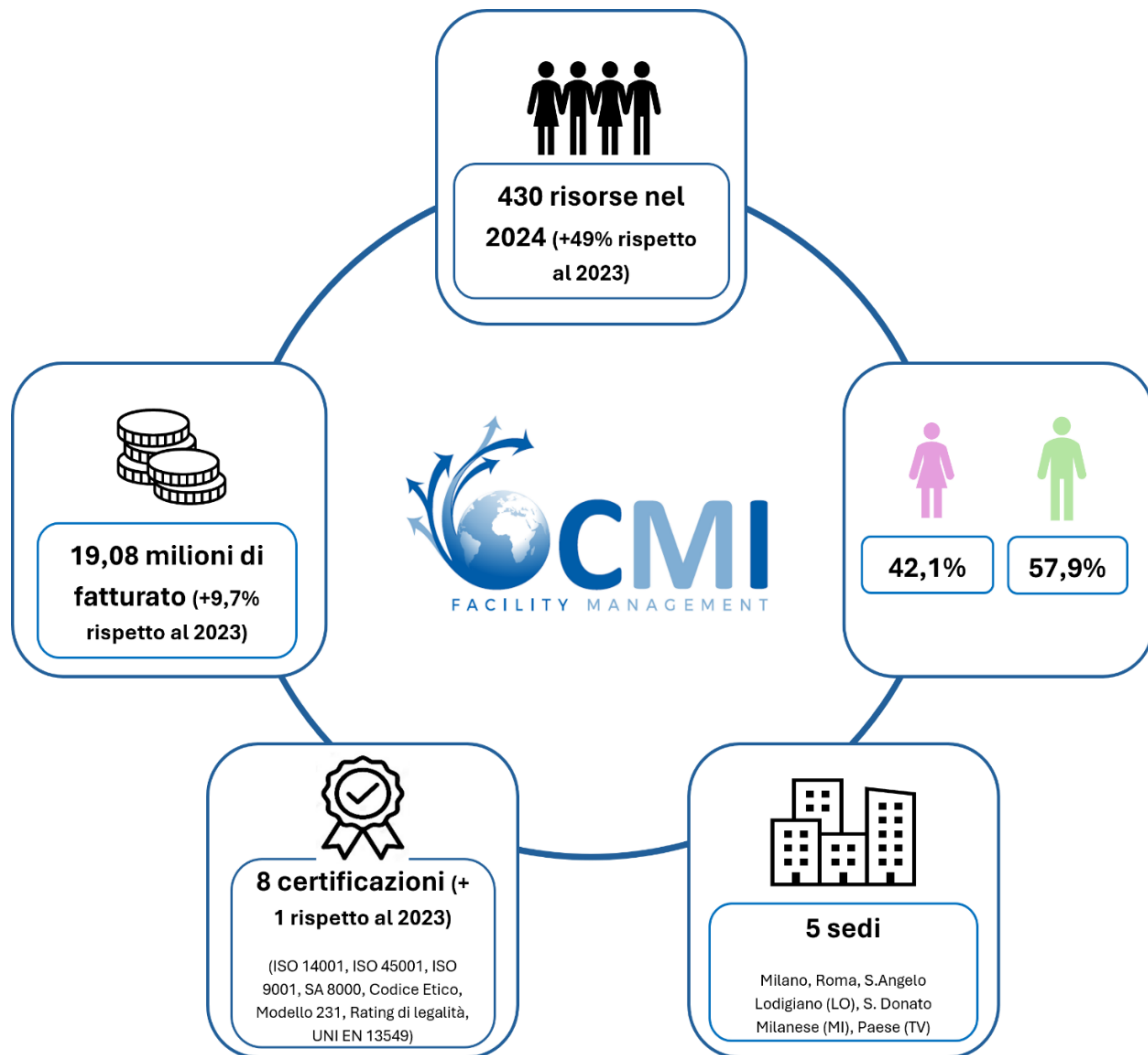 430 risorse nel
2024 (+49% rispetto
al 2023)
19,08 milioni di
fatturato (+9,7%
rispetto al 2023)
CMI
FACILITY MANAGEMENT
42,1%
57,9%
8 certificazioni (+
1 rispetto al 2023)
(ISO 14001, ISO 45001, ISO
9001, SA 8000, Codice Etico,
Modello 231, Rating di legalità,
UNI EN 13549)
5 sedi
Milano, Roma, S.Angelo
Lodigiano (LO), S. Donato
Milanese (MI), Paese (TV)